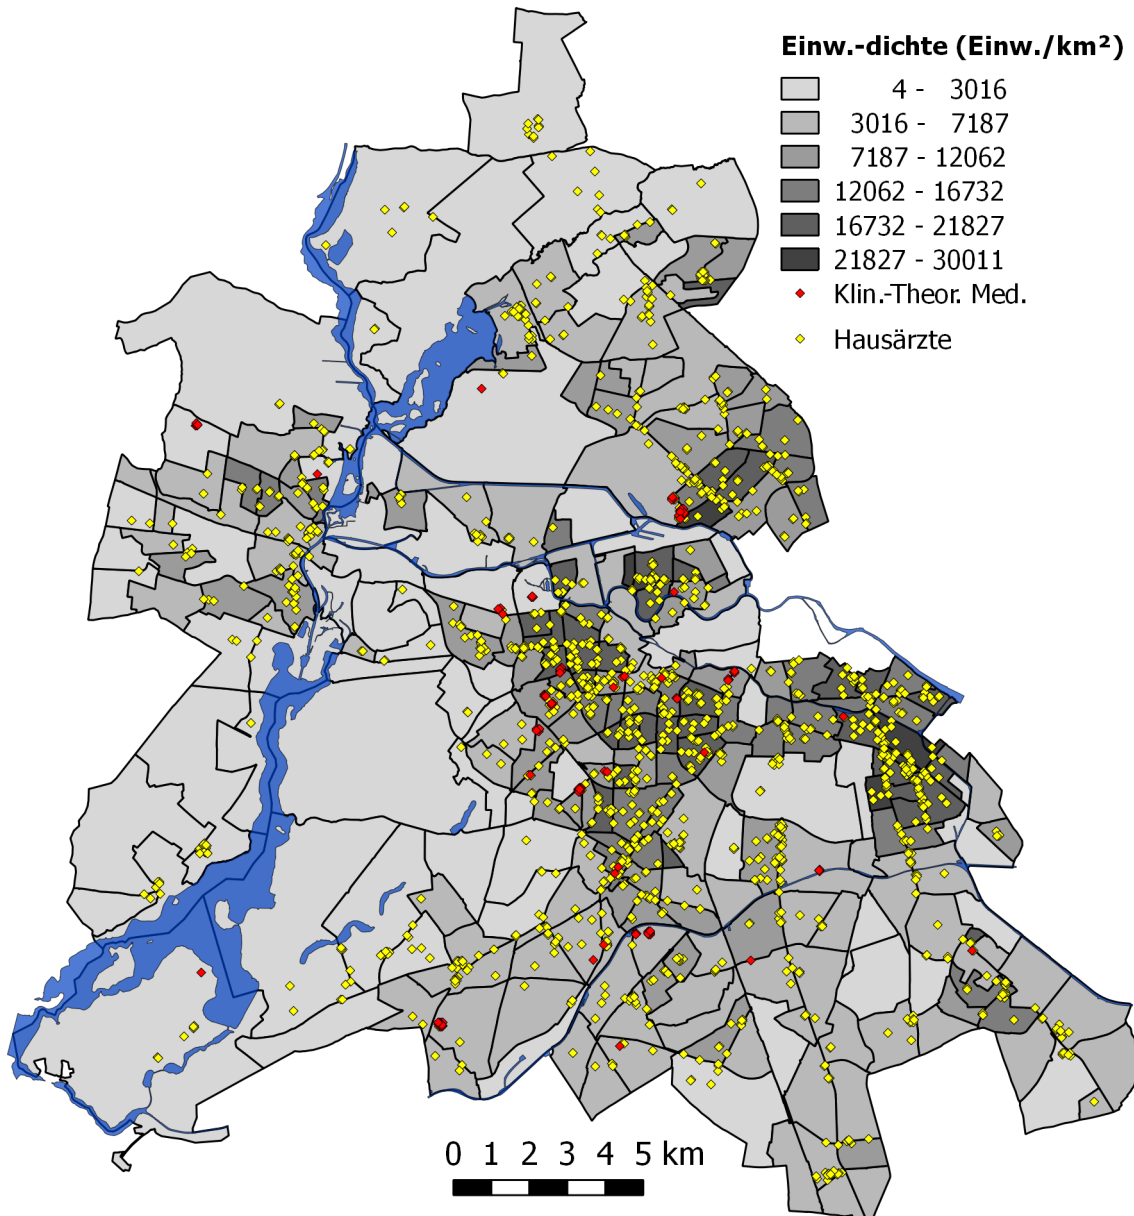 Einw.-dichte (Einw./km²)
4 - 3016
3016 - 7187
7187 - 12062
12062 - 16732
16732 - 21827
21827 - 30011
Klin.-Theor. Med.
Hausärzte
0 1 2 3 4 5 km